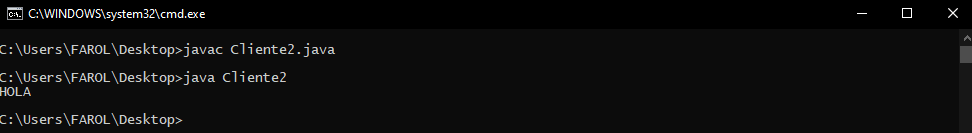 C:\WINDOWS\system32\cmd.exe
C:\Users\FAROL\Desktop>javac Cliente2.java
C:\Users\FAROL\Desktop>java Cliente2
HOLA
C:\Users\FAROL\Desktop>